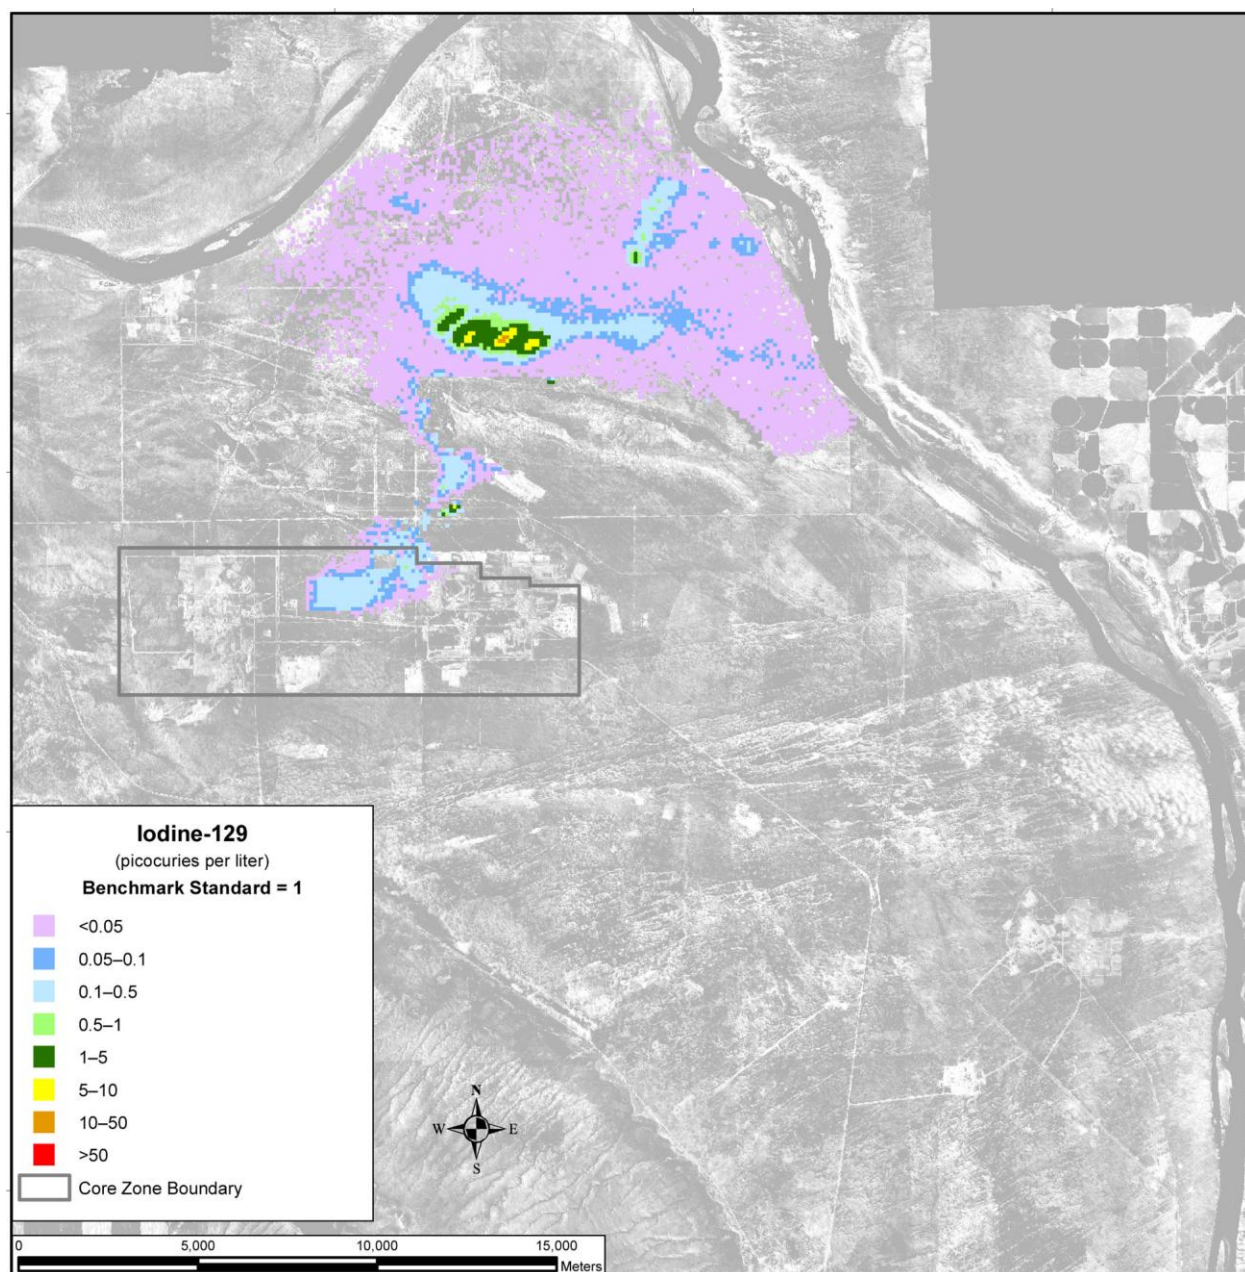 Iodine-129
(picocuries per liter)
Benchmark Standard = 1
<0.05
0.05–0.1
0.1–0.5
0.5–1
1–5
5–10
10–50
>50
Core Zone Boundary
N
W E
S
0 5,000 10,000 15,000
Meters